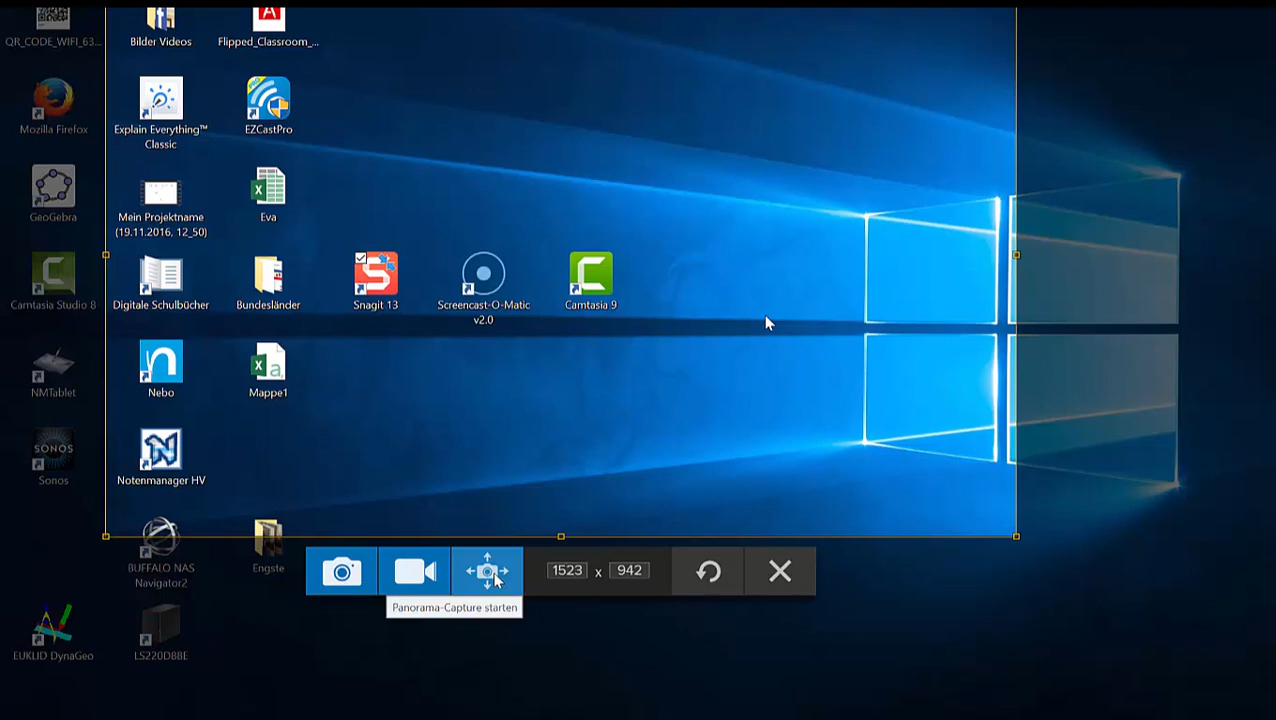 QR_CODE_WIFI_63...
Bilder Videos
Flipped_Classroom_...
Mozilla Firefox
Explain Everything™
Classic
EZCastPro
GeoGebra
Mein Projektname
(19.11.2016, 12_50)
Eva
Camtasia Studio 8
Digitale Schulbücher
Bundesländer
Snagit 13
Screencast-O-Matic
v2.0
Camtasia 9
NMTablet
Nebo
Mappe1
SONOS
Sonos
Notenmanager HV
BUFFALO NAS
Navigator2
Engste
1523 x 942
Panorama-Capture starten
EUKLID DynaGeo
LS220D88E